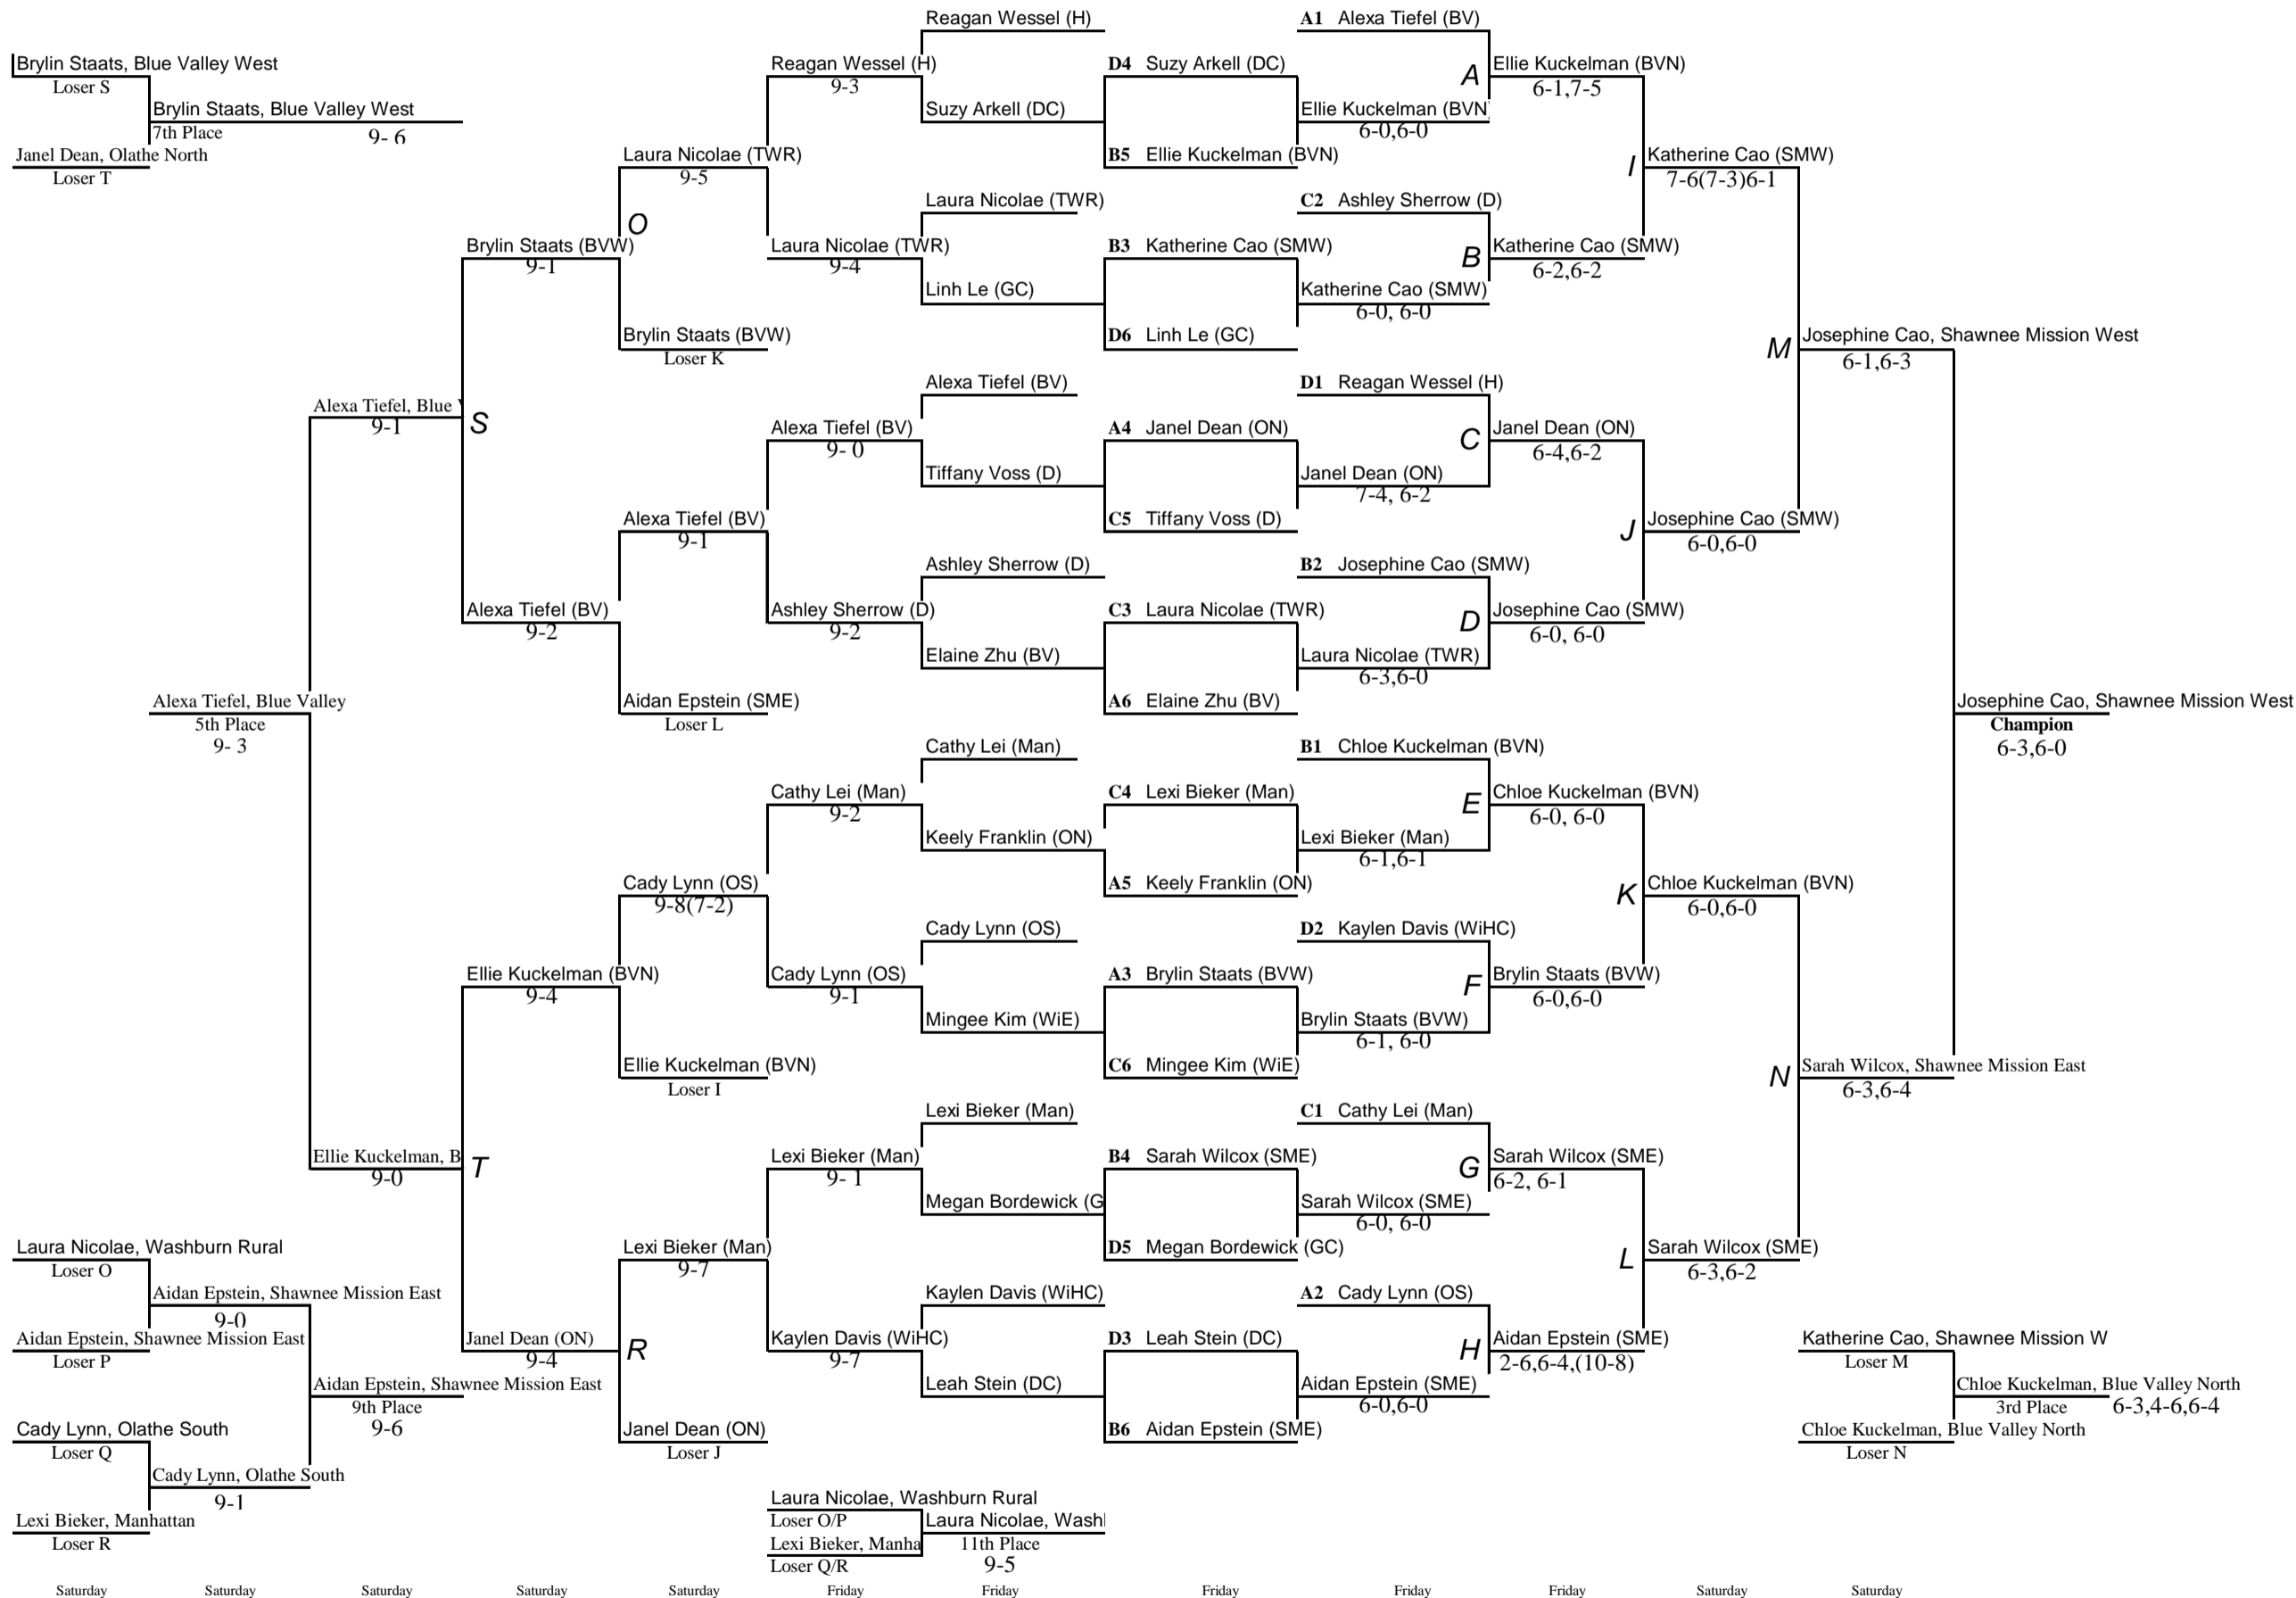 Reagan Wessel (H)
A1 Alexa Tiefel (BV)
Brylin Staats, Blue Valley West
Reagan Wessel (H)
D4 Suzy Arkell (DC)
A
Ellie Kuckelman (BVN)
Loser S
9-3
6-1,7-5
Brylin Staats, Blue Valley West
Suzy Arkell (DC)
Ellie Kuckelman (BVN)
7th Place
9- 6
6-0,6-0
Janel Dean, Olathe North
Laura Nicolae (TWR)
B5 Ellie Kuckelman (BVN)
I
Katherine Cao (SMW)
Loser T
9-5
7-6(7-3)6-1
Laura Nicolae (TWR)
C2 Ashley Sherrow (D)
O
Brylin Staats (BVW)
Laura Nicolae (TWR)
B3 Katherine Cao (SMW)
B
Katherine Cao (SMW)
9-1
9-4
6-2,6-2
Linh Le (GC)
Katherine Cao (SMW)
6-0, 6-0
Brylin Staats (BVW)
D6 Linh Le (GC)
M
Josephine Cao, Shawnee Mission West
Loser K
6-1,6-3
Alexa Tiefel (BV)
D1 Reagan Wessel (H)
Alexa Tiefel, Blue
9-1
S
Alexa Tiefel (BV)
A4 Janel Dean (ON)
C
Janel Dean (ON)
9- 0
6-4,6-2
Tiffany Voss (D)
Janel Dean (ON)
7-4, 6-2
Alexa Tiefel (BV)
C5 Tiffany Voss (D)
J
Josephine Cao (SMW)
9-1
6-0,6-0
Ashley Sherrow (D)
B2 Josephine Cao (SMW)
Alexa Tiefel (BV)
Ashley Sherrow (D)
C3 Laura Nicolae (TWR)
D
Josephine Cao (SMW)
9-2
9-2
6-0, 6-0
Elaine Zhu (BV)
Laura Nicolae (TWR)
6-3,6-0
Alexa Tiefel, Blue Valley
Aidan Epstein (SME)
A6 Elaine Zhu (BV)
Josephine Cao, Shawnee Mission West
5th Place
Loser L
Champion
9- 3
6-3,6-0
Cathy Lei (Man)
B1 Chloe Kuckelman (BVN)
Cathy Lei (Man)
C4 Lexi Bieker (Man)
E
Chloe Kuckelman (BVN)
9-2
6-0, 6-0
Keely Franklin (ON)
Lexi Bieker (Man)
6-1,6-1
Cady Lynn (OS)
A5 Keely Franklin (ON)
K
Chloe Kuckelman (BVN)
9-8(7-2)
6-0,6-0
Cady Lynn (OS)
D2 Kaylen Davis (WiHC)
Ellie Kuckelman (BVN)
Cady Lynn (OS)
A3 Brylin Staats (BVW)
F
Brylin Staats (BVW)
9-4
9-1
6-0,6-0
Mingee Kim (WiE)
Brylin Staats (BVW)
6-1, 6-0
Ellie Kuckelman (BVN)
C6 Mingee Kim (WiE)
N
Sarah Wilcox, Shawnee Mission East
Loser I
6-3,6-4
Lexi Bieker (Man)
C1 Cathy Lei (Man)
Ellie Kuckelman, B
9-0
T
Lexi Bieker (Man)
B4 Sarah Wilcox (SME)
G
Sarah Wilcox (SME)
9- 1
6-2, 6-1
Megan Bordewick (G
Sarah Wilcox (SME)
6-0, 6-0
Laura Nicolae, Washburn Rural
Lexi Bieker (Man)
D5 Megan Bordewick (GC)
L
Sarah Wilcox (SME)
Loser O
9-7
6-3,6-2
Aidan Epstein, Shawnee Mission East
Kaylen Davis (WiHC)
A2 Cady Lynn (OS)
9-0
Aidan Epstein, Shawnee Mission East
Janel Dean (ON)
R
Kaylen Davis (WiHC)
D3 Leah Stein (DC)
H
Aidan Epstein (SME)
Katherine Cao, Shawnee Mission W
Loser P
9-4
9-7
2-6,6-4,(10-8)
Loser M
Aidan Epstein, Shawnee Mission East
Leah Stein (DC)
Aidan Epstein (SME)
Chloe Kuckelman, Blue Valley North
9th Place
6-0,6-0
3rd Place
6-3,4-6,6-4
Cady Lynn, Olathe South
9-6
Janel Dean (ON)
B6 Aidan Epstein (SME)
Chloe Kuckelman, Blue Valley North
Loser Q
Loser J
Loser N
Cady Lynn, Olathe South
9-1
Laura Nicolae, Washburn Rural
Lexi Bieker, Manhattan
Loser O/P
Laura Nicolae, Wash
Loser R
Lexi Bieker, Manha
11th Place
Loser Q/R
9-5
Saturday Saturday Saturday Saturday Saturday Friday Friday Friday Friday Friday Saturday Saturday